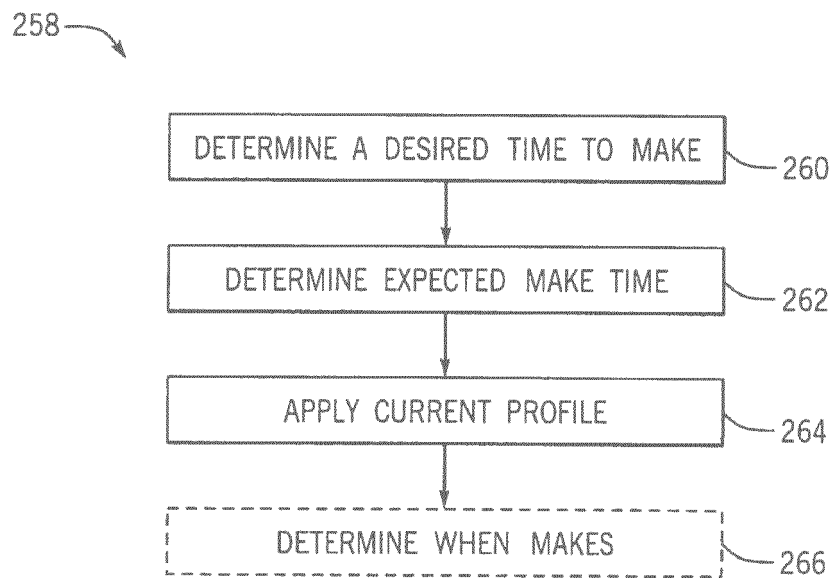 258
DETERMINE A DESIRED TIME TO MAKE
260
DETERMINE EXPECTED MAKE TIME
262
APPLY CURRENT PROFILE
264
DETERMINE WHEN MAKES
266